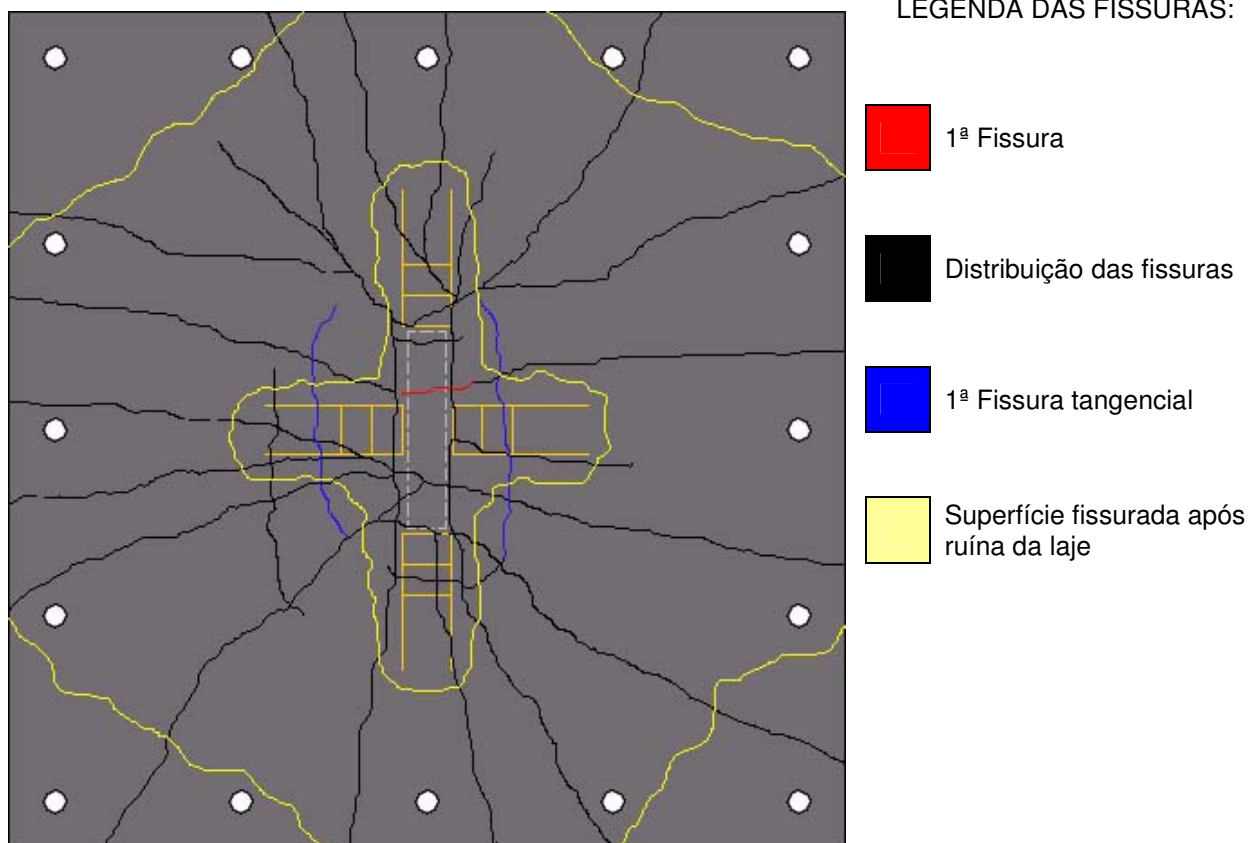 LEGENDA DAS FISSURAS:
1ª Fissura
Distribuição das fissuras
1ª Fissura tangencial
Superfície fissurada após
ruína da laje